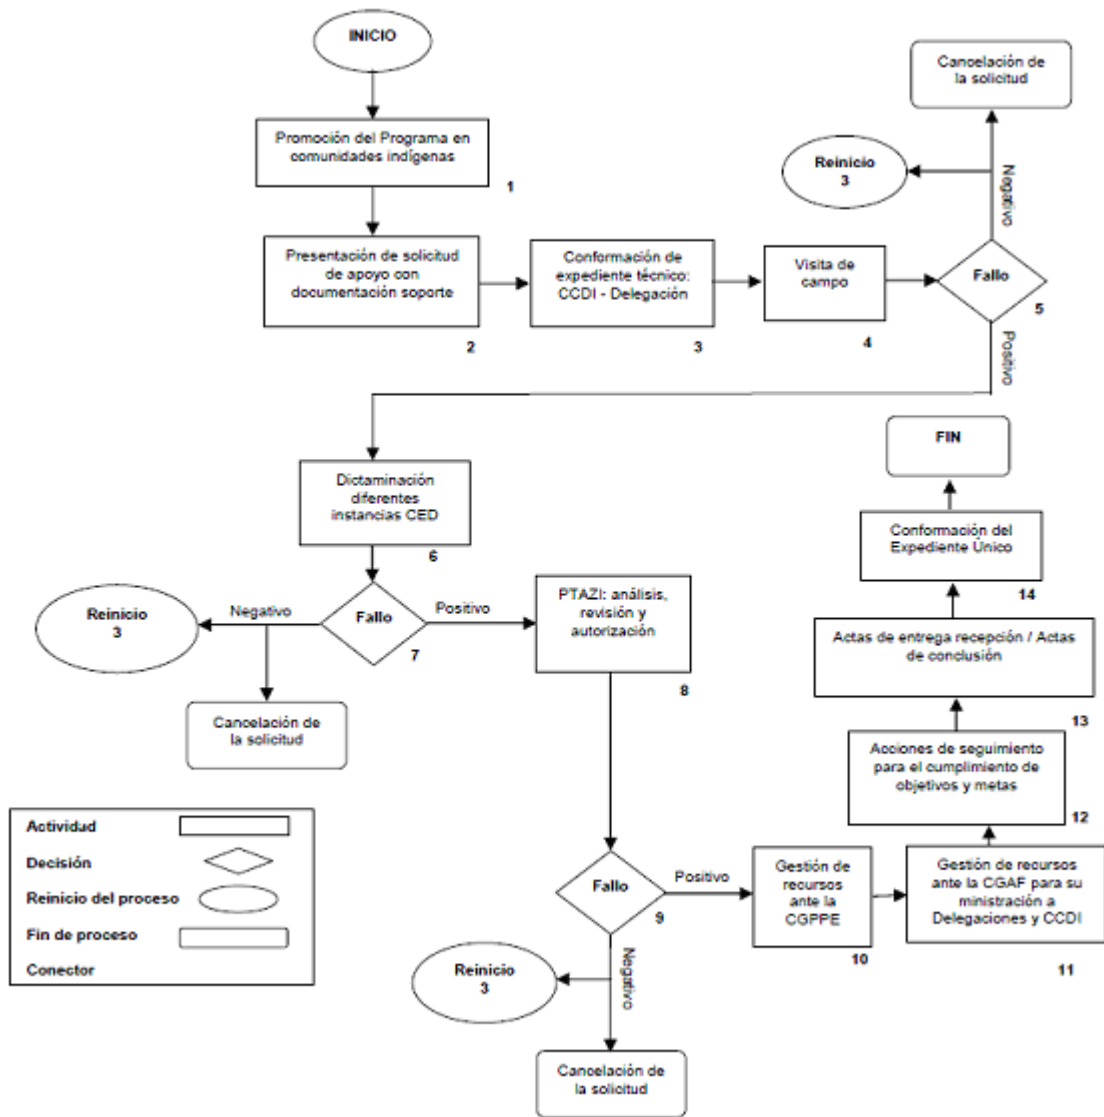 INICIO
Promoción del Programa en
comunidades indígenas
1
Presentación de solicitud
de apoyo con
documentación soporte
2
Conformación de
expediente técnico:
CCDI - Delegación
3
Visita de
campo
4
Fallo
5
Negativo
Reinicio
3
Cancelación de
la solicitud
Positivo
Dictaminación
diferentes
instancias CED
6
Fallo
7
Negativo
Reinicio
3
Cancelación de
la solicitud
Positivo
PTAZI: análisis,
revisión y
autorización
8
Fallo
9
Negativo
Reinicio
3
Cancelación de
la solicitud
Positivo
Gestión de
recursos
ante la
CGPPE
10
Gestión de recursos
ante la CGAF para su
ministración a
Delegaciones y CCDI
11
Acciones de seguimiento
para el cumplimiento de
objetivos y metas
12
Actas de entrega recepción / Actas
de conclusión
13
Conformación del
Expediente Único
14
FIN
Actividad
Decisión
Reinicio del proceso
Fin de proceso
Conector